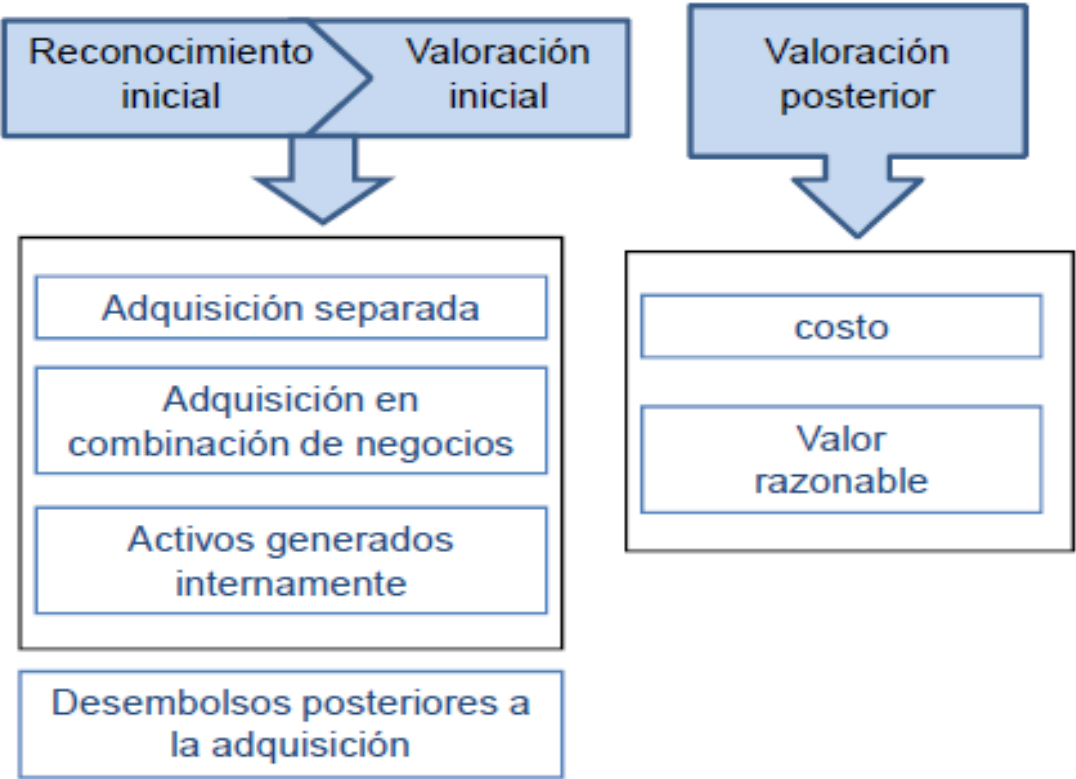 Reconocimiento
inicial
Valoración
inicial
Valoración
posterior
Adquisición separada
Adquisición en
combinación de negocios
Activos generados
internamente
Desembolsos posteriores a
la adquisición
costo
Valor
razonable